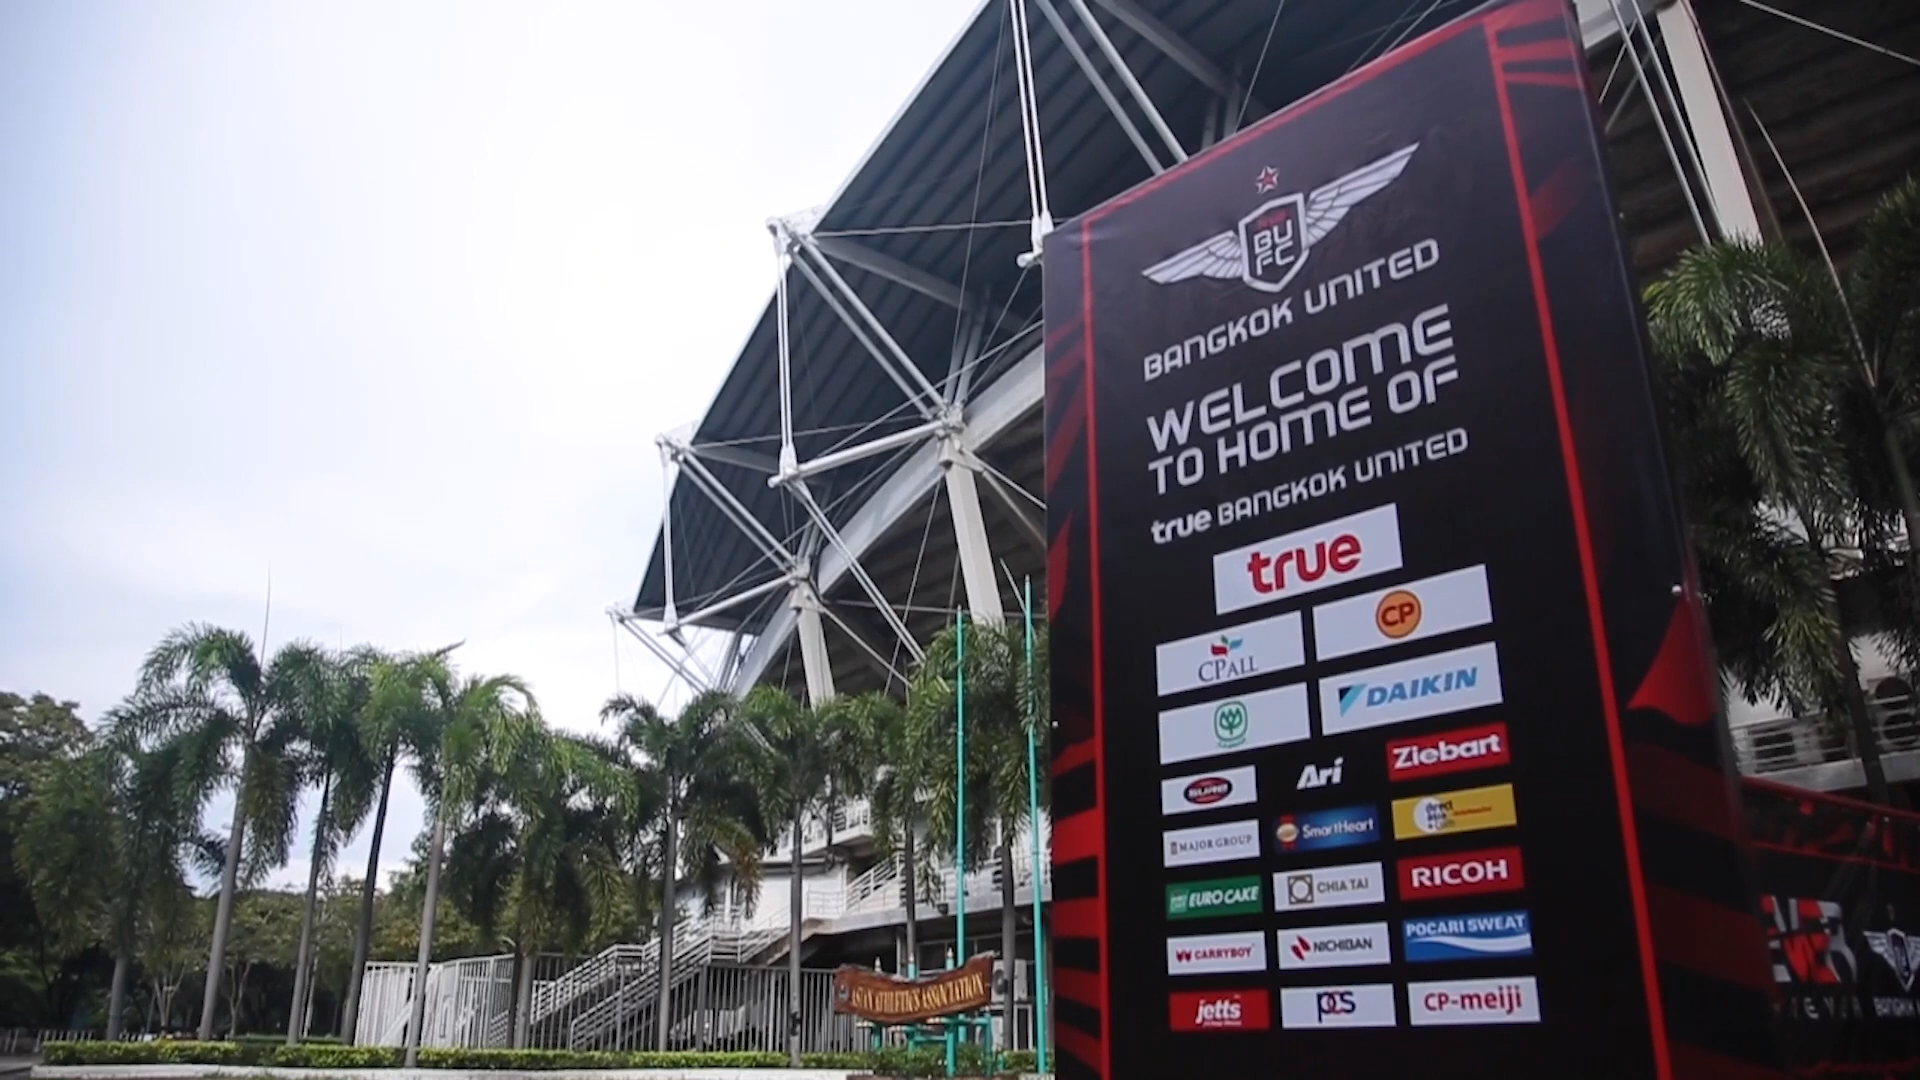 BU
FC
BANGKOK UNITED
WELCOME
TO HOME OF
true BANGKOK UNITED
true
CP
CPALL
DAIKIN
Ari
Ziebart
MAJOR GROUP
SmartHeart
EURO CAKE
CHIA TAI
RICOH
CARRYBOY
NICHIBAN
POCARI SWEAT
jetts
pcs
CP-meiji
ASIAN ATHLETICS ASSOCIATION